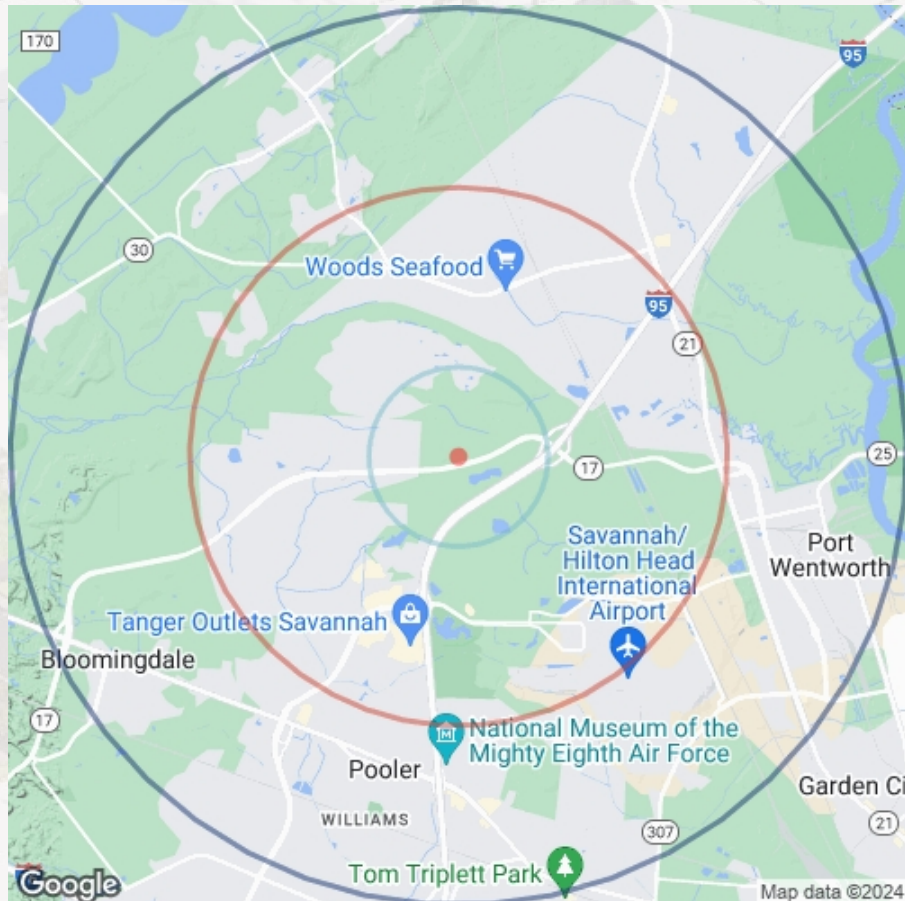 170
95
30
Woods Seafood
95
21
25
17
Savannah/
Hilton Head
International
Airport
Port
Wentworth
Tanger Outlets Savannah
Bloomingdale
17
National Museum of the
Mighty Eighth Air Force
Pooler
Garden Ci
WILLIAMS
21
307
Tom Triplett Park
Google
Map data ©2024